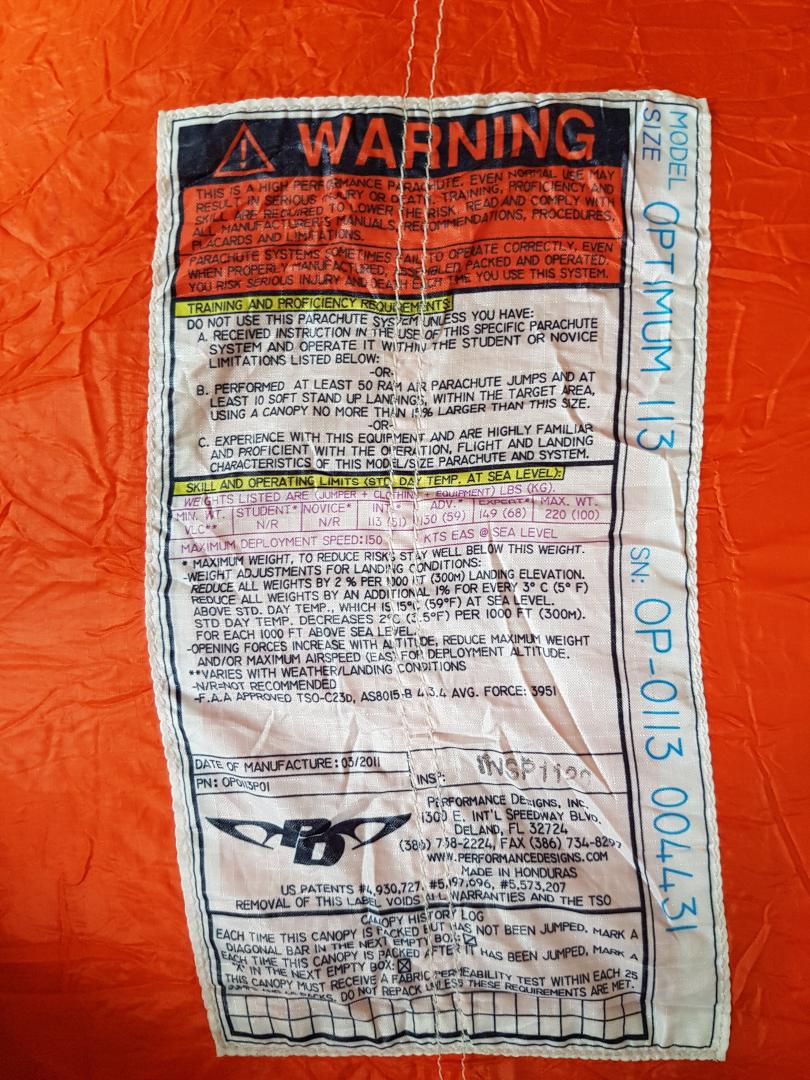 WARNING
THIS IS A HIGH PERFORMANCE PARACHUTE, EVEN NORMAL USE MAY
RESULT IN SERIOUS INJURY OR DEATH. TRAINING, PROFICIENCY AND
SKILL ARE REQUIRED TO LOWER THE RISK. READ AND COMPLY WITH
ALL MANUFACTURER'S MANUALS, RECOMMENDATIONS, PROCEDURES,
PLACARDS AND LIMITATIONS.
PARACHUTE SYSTEMS SOMETIMES FAIL TO OPERATE CORRECTLY, EVEN
WHEN PROPERLY MANUFACTURED, ASSEMBLED, PACKED AND OPERATED.
YOU RISK SERIOUS INJURY AND DEATH EACH TIME YOU USE THIS SYSTEM.
TRAINING AND PROFICIENCY REQUIREMENTS
DO NOT USE THIS PARACHUTE SYSTEM UNLESS YOU HAVE:
A. RECEIVED INSTRUCTION IN THE USE OF THIS SPECIFIC PARACHUTE
SYSTEM AND OPERATE IT WITHIN THE STUDENT OR NOVICE
LIMITATIONS LISTED BELOW:
-OR-
B. PERFORMED AT LEAST 50 RAM AIR PARACHUTE JUMPS AND AT
LEAST 10 SOFT STAND UP LANDINGS, WITHIN THE TARGET AREA,
USING A CANOPY NO MORE THAN 15% LARGER THAN THIS SIZE.
-OR-
C. EXPERIENCE WITH THIS EQUIPMENT AND ARE HIGHLY FAMILIAR
AND PROFICIENT WITH THE OPERATION, FLIGHT AND LANDING
CHARACTERISTICS OF THIS MODEL/SIZE PARACHUTE AND SYSTEM.
SKILL AND OPERATING LIMITS (STD. DAY TEMP. AT SEA LEVEL):
WEIGHTS LISTED ARE (JUMPER + CLOTHING + EQUIPMENT) LBS (KG).
MIN. WT. STUDENT* NOVICE* INT.* ADV.* EXPERT* MAX. WT.
VLC** N/R N/R 113 (51) 130 (59) 149 (68) 220 (100)
MAXIMUM DEPLOYMENT SPEED: 150 KTS EAS @ SEA LEVEL
* MAXIMUM WEIGHT, TO REDUCE RISKS STAY WELL BELOW THIS WEIGHT.
-WEIGHT ADJUSTMENTS FOR LANDING CONDITIONS:
REDUCE ALL WEIGHTS BY 2 % PER 1000 FT (300M) LANDING ELEVATION.
REDUCE ALL WEIGHTS BY AN ADDITIONAL 1% FOR EVERY 3° C (5° F)
ABOVE STD. DAY TEMP., WHICH IS 15°C (59°F) AT SEA LEVEL.
STD DAY TEMP. DECREASES 2°C (3.5°F) PER 1000 FT (300M).
FOR EACH 1000 FT ABOVE SEA LEVEL.
-OPENING FORCES INCREASE WITH ALTITUDE, REDUCE MAXIMUM WEIGHT
AND/OR MAXIMUM AIRSPEED (EAS) FOR DEPLOYMENT ALTITUDE.
**VARIES WITH WEATHER/LANDING CONDITIONS
-N/R=NOT RECOMMENDED
-F.A.A APPROVED TSO-C23D, AS8015-B 4.3.4 AVG. FORCE: 3951
DATE OF MANUFACTURE: 03/2011
PN: OP0113P01 INSP:
PD
PERFORMANCE DESIGNS, INC.
1300 E. INT'L SPEEDWAY BLVD.
DELAND, FL 32724
(386) 738-2224, FAX (386) 734-8297
WWW.PERFORMANCEDESIGNS.COM
MADE IN HONDURAS
US PATENTS #4,930,727, #5,197,696, #5,573,207
REMOVAL OF THIS LABEL VOIDS ALL WARRANTIES AND THE TSO
CANOPY HISTORY LOG
EACH TIME THIS CANOPY IS PACKED BUT HAS NOT BEEN JUMPED, MARK A
DIAGONAL BAR IN THE NEXT EMPTY BOX:
EACH TIME THIS CANOPY IS PACKED AFTER IT HAS BEEN JUMPED, MARK A
"X" IN THE NEXT EMPTY BOX:
THIS CANOPY MUST RECEIVE A FABRIC PERMEABILITY TEST WITHIN EACH 25
DO NOT REPACK UNLESS THESE REQUIREMENTS ARE MET.
MODEL OPTIMUM 113
SIZE
SN: OP-0113 004431